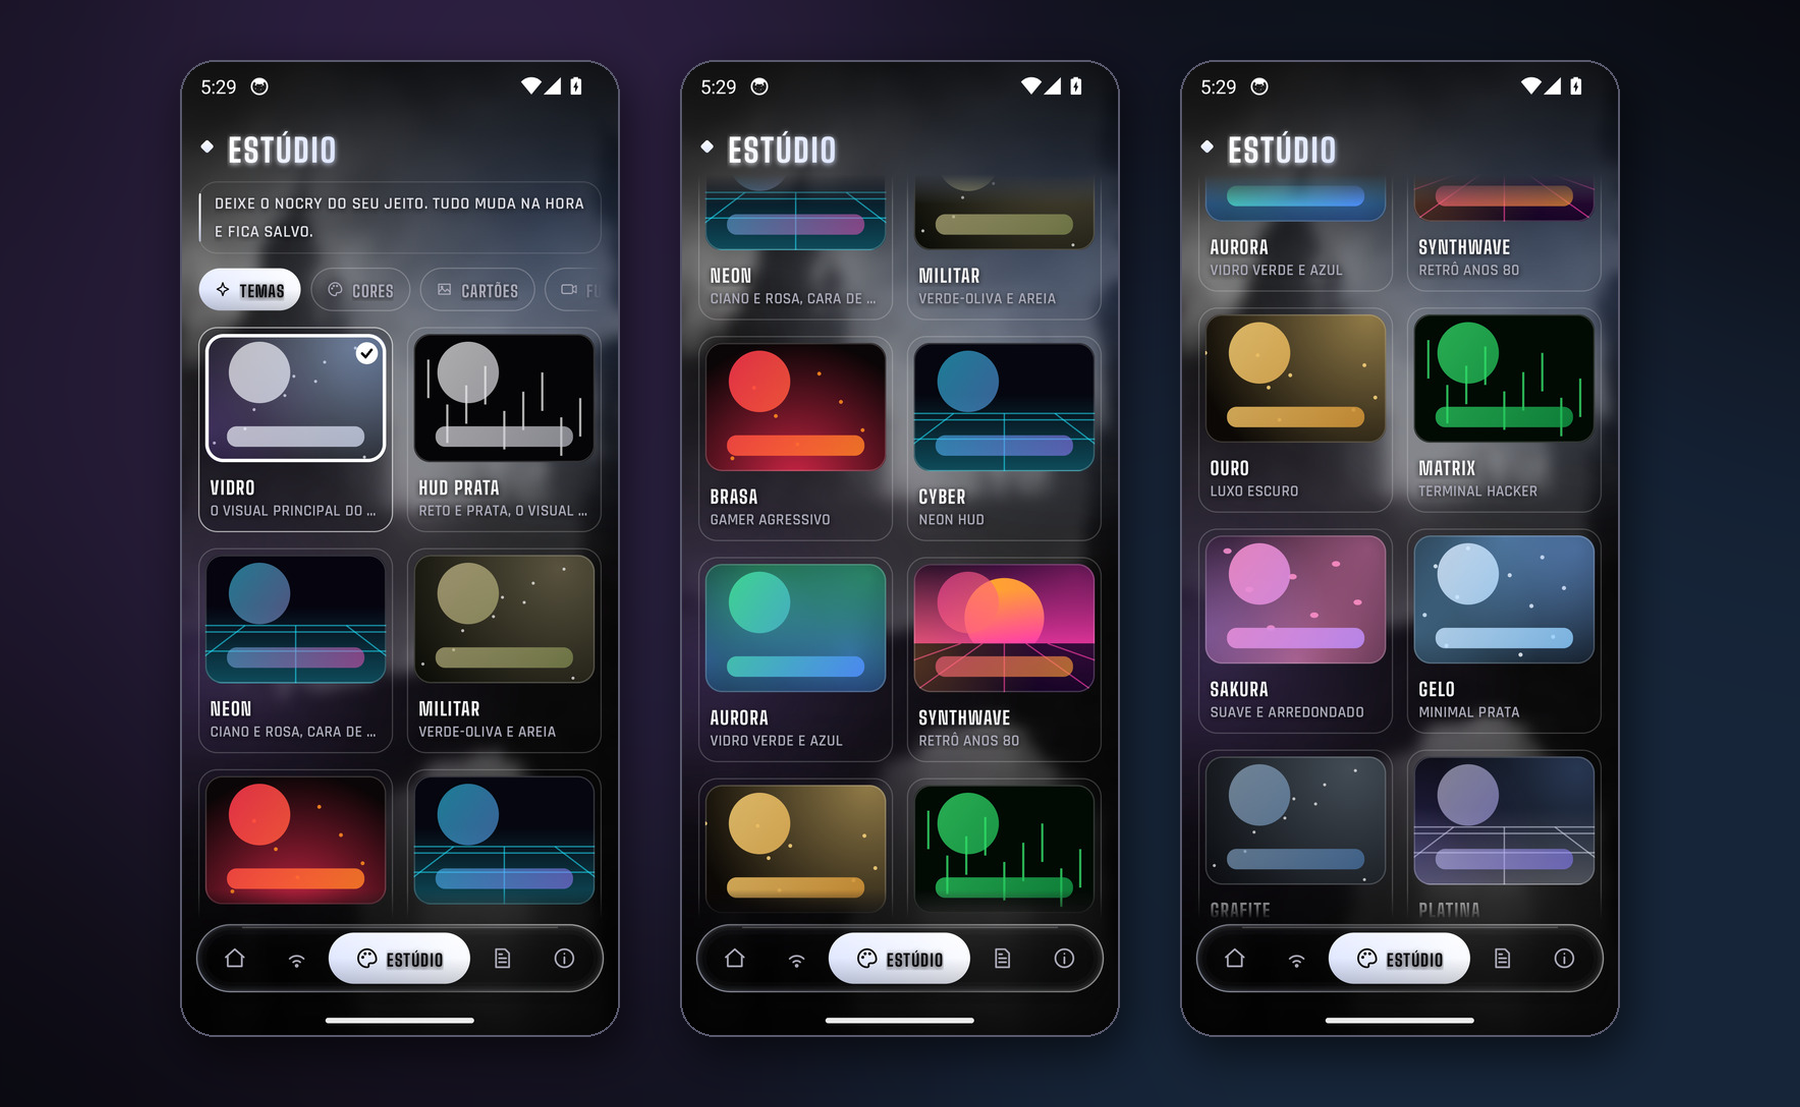 5:29
ESTÚDIO
DEIXE O NOCRY DO SEU JEITO. TUDO MUDA NA HORA
E FICA SALVO.
TEMAS
CORES
CARTÕES
FU
VIDRO
O VISUAL PRINCIPAL DO ...
HUD PRATA
RETO E PRATA, O VISUAL ...
NEON
CIANO E ROSA, CARA DE ...
MILITAR
VERDE-OLIVA E AREIA
ESTÚDIO
5:29
ESTÚDIO
NEON
CIANO E ROSA, CARA DE ...
MILITAR
VERDE-OLIVA E AREIA
BRASA
GAMER AGRESSIVO
CYBER
NEON HUD
AURORA
VIDRO VERDE E AZUL
SYNTHWAVE
RETRÔ ANOS 80
ESTÚDIO
5:29
ESTÚDIO
AURORA
VIDRO VERDE E AZUL
SYNTHWAVE
RETRÔ ANOS 80
OURO
LUXO ESCURO
MATRIX
TERMINAL HACKER
SAKURA
SUAVE E ARREDONDADO
GELO
MINIMAL PRATA
GRAFITE
PLATINA
ESTÚDIO